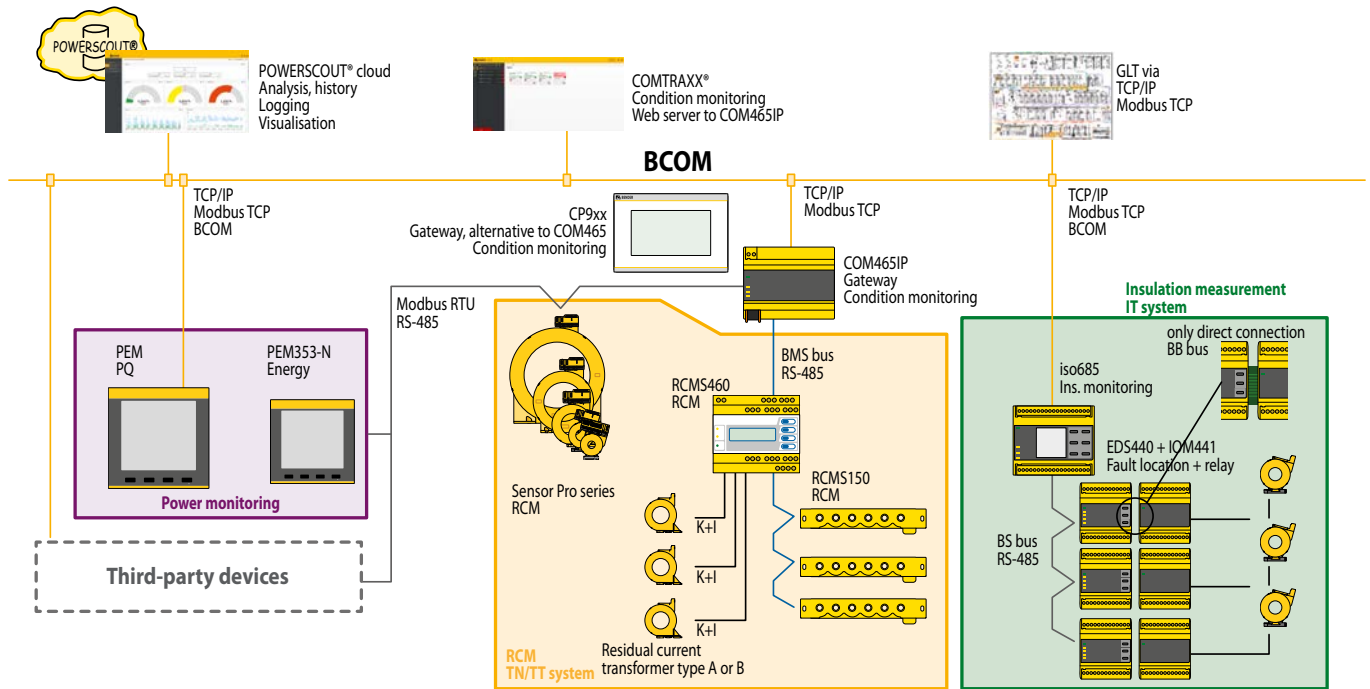 POWERSCOUT®
POWERSCOUT® cloud
Analysis, history
Logging
Visualisation
COMTRAXX®
Condition monitoring
Web server to COM465IP
GLT via
TCP/IP
Modbus TCP
BCOM
TCP/IP
Modbus TCP
BCOM
CP9xx
Gateway, alternative to COM465
Condition monitoring
TCP/IP
Modbus TCP
TCP/IP
Modbus TCP
BCOM
COM465IP
Gateway
Condition monitoring
Modbus RTU
RS-485
Insulation measurement
IT system
only direct connection
BB bus
PEM
PQ
PEM353-N
Energy
Power monitoring
BMS bus
RS-485
RCMS460
RCM
iso685
Ins. monitoring
EDS440 + IOM441
Fault location + relay
Sensor Pro series
RCM
RCMS150
RCM
K+I
K+I
K+I
BS bus
RS-485
Third-party devices
Residual current
transformer type A or B
RCM
TN/TT system